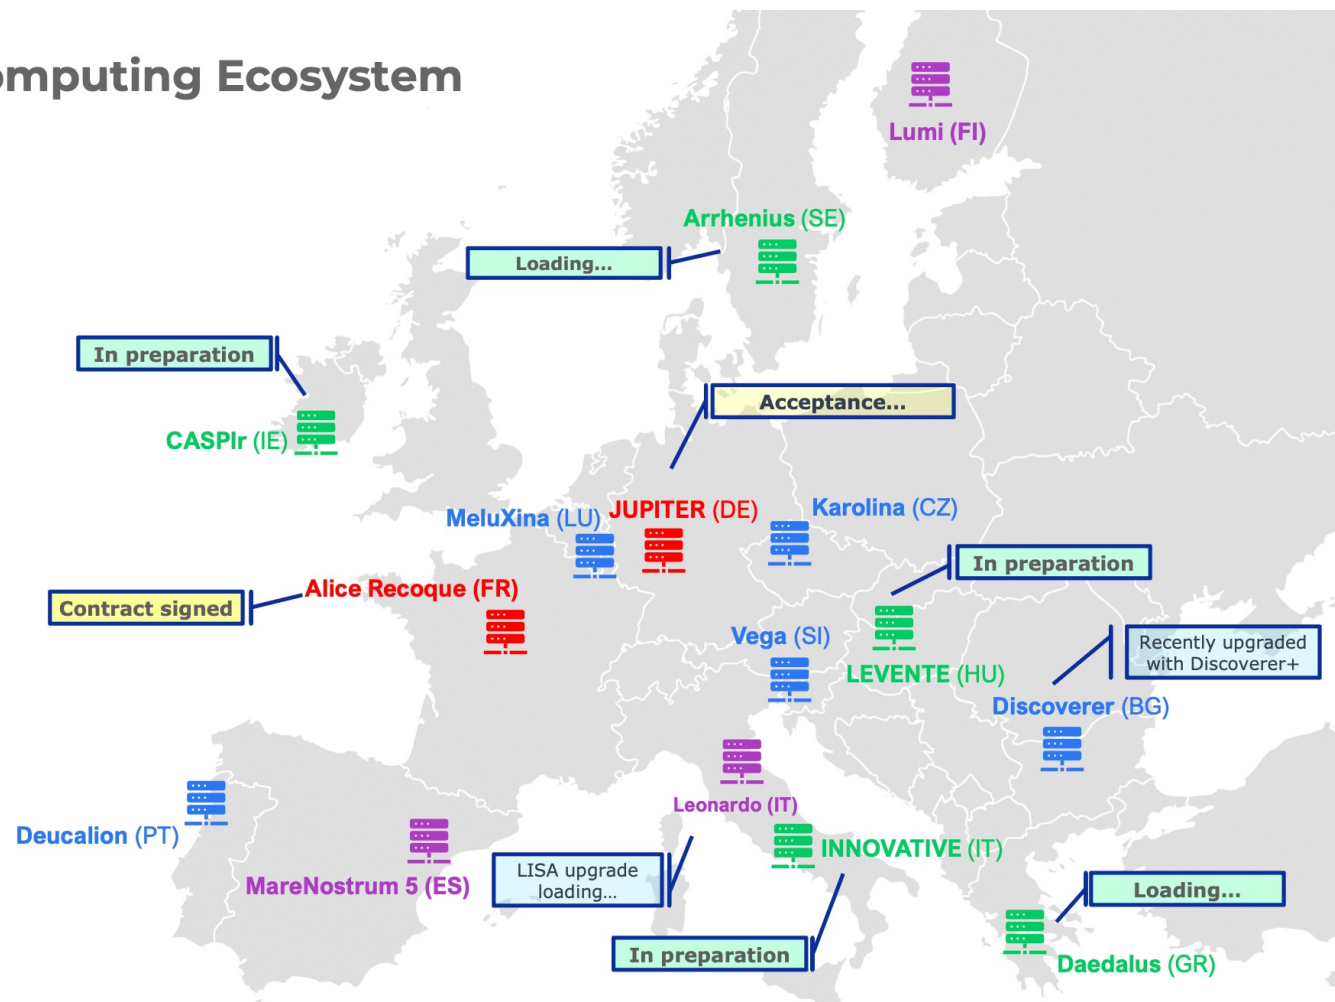 omputing Ecosystem
Lumi (FI)
Arrhenius (SE)
Loading...
In preparation
Acceptance...
CASPIr (IE)
MeluXina (LU)
JUPITER (DE)
Karolina (CZ)
In preparation
Alice Recoque (FR)
Contract signed
Vega (SI)
LEVENTE (HU)
Recently upgraded
with Discoverer+
Discoverer (BG)
Leonardo (IT)
Deucalion (PT)
INNOVATIVE (IT)
MareNostrum 5 (ES)
LISA upgrade
loading...
Loading...
In preparation
Daedalus (GR)